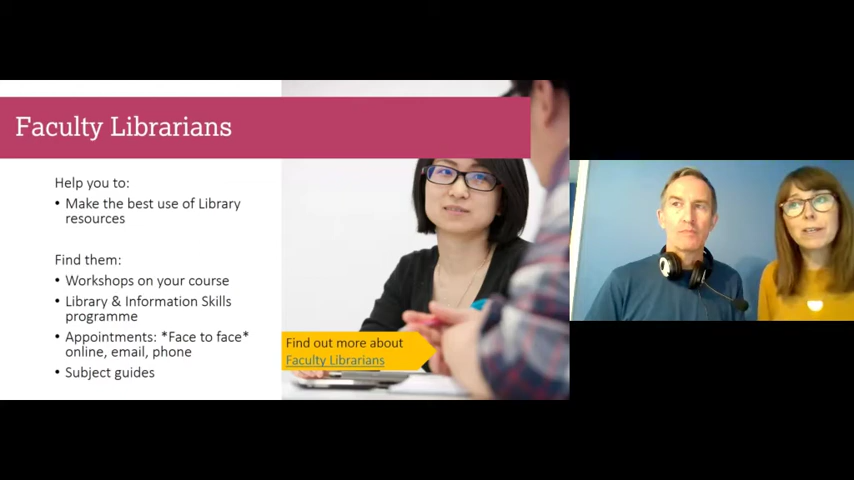 Faculty Librarians
Help you to:
• Make the best use of Library
resources
Find them:
• Workshops on your course
• Library & Information Skills
programme
• Appointments: *Face to face*
online, email, phone
• Subject guides
Find out more about
Faculty Librarians